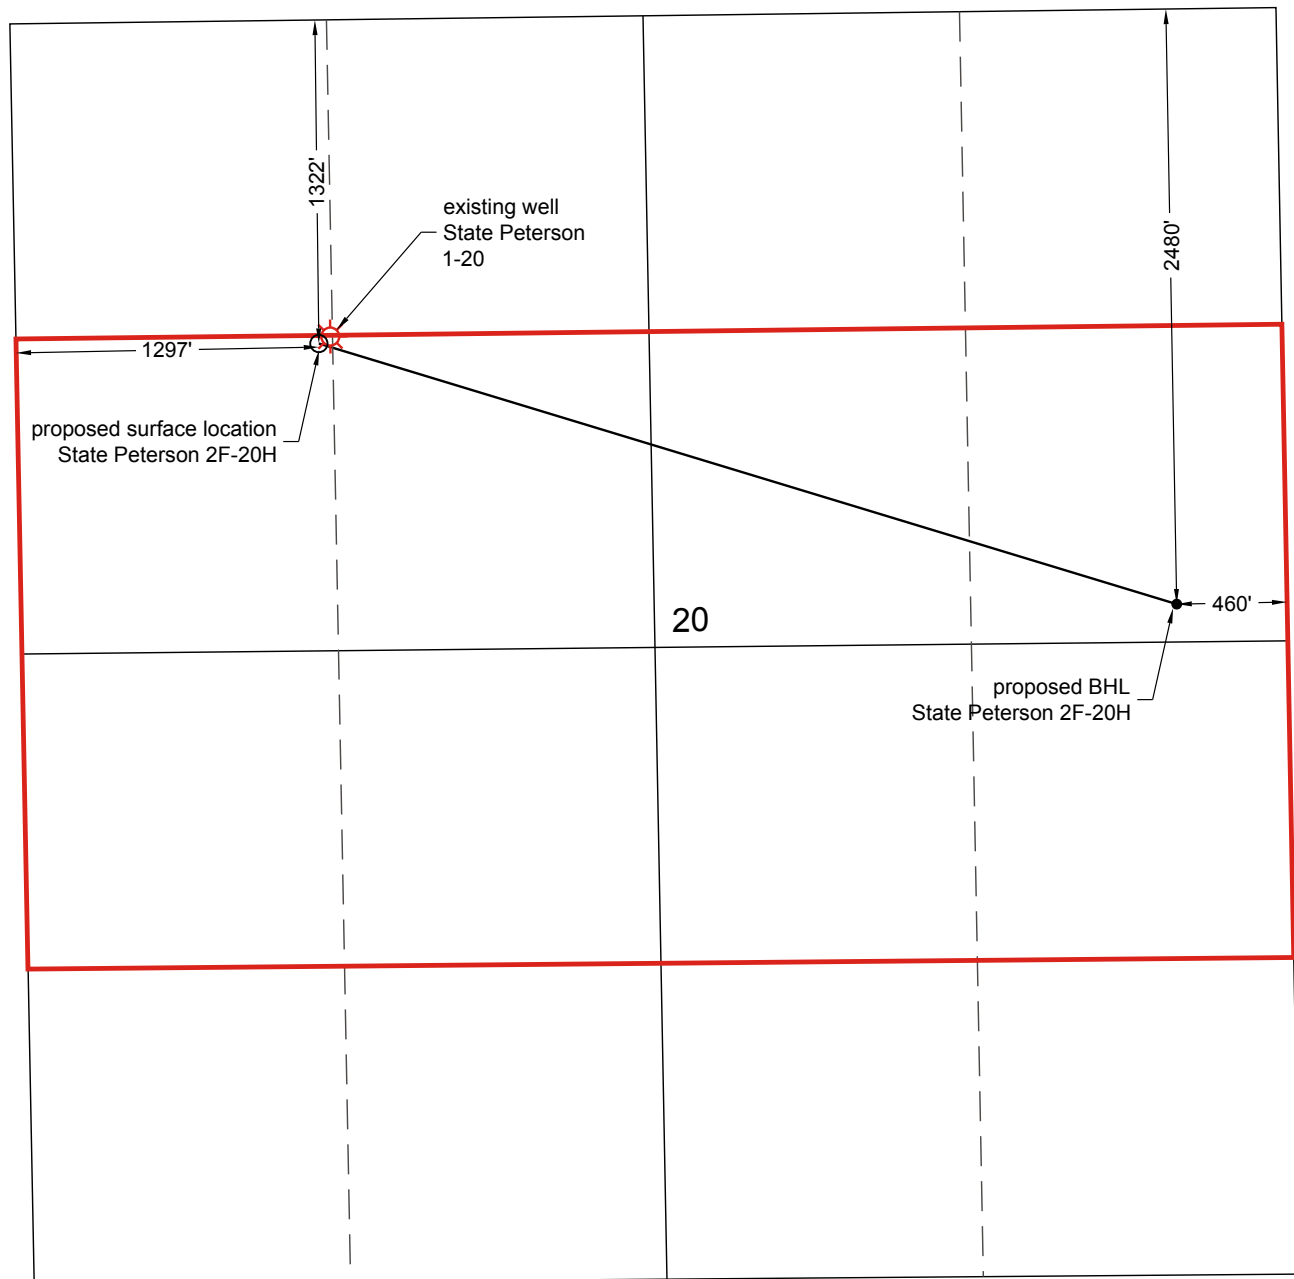 1322'
existing well
State Peterson
1-20
2480'
1297'
proposed surface location
State Peterson 2F-20H
460'
20
proposed BHL
State Peterson 2F-20H